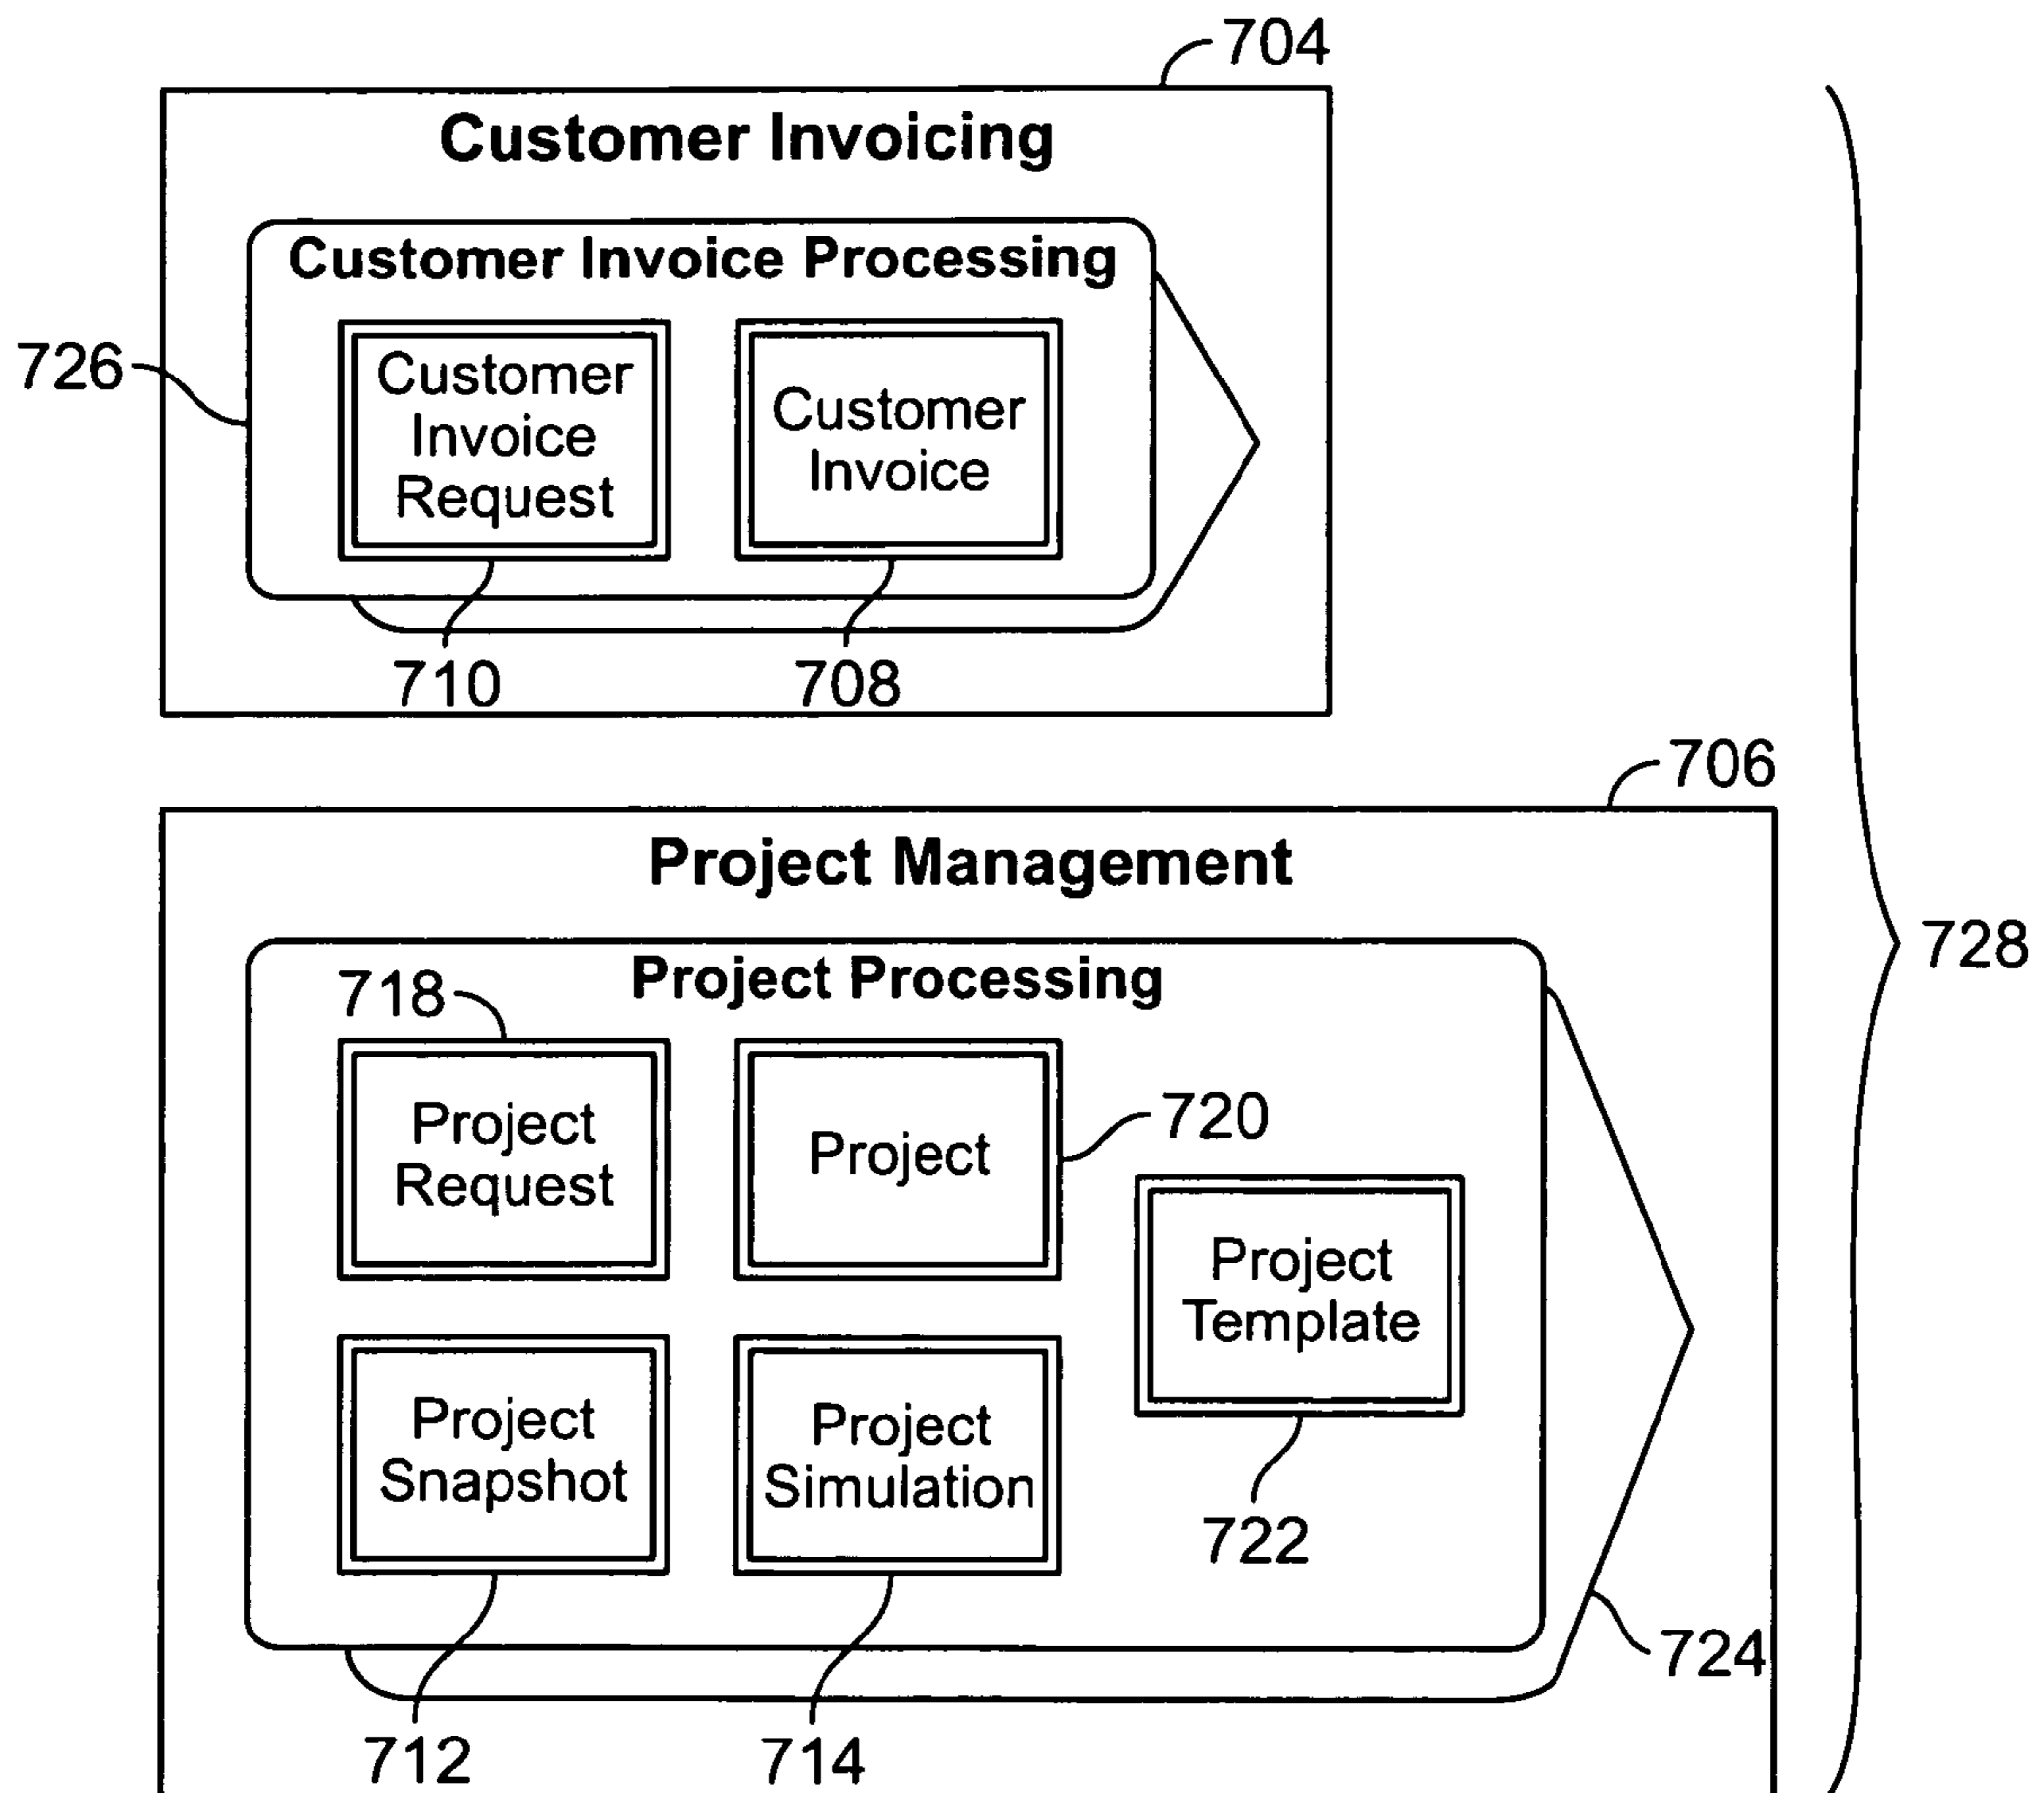 704
Customer Invoicing
Customer Invoice Processing
726
Customer
Invoice
Request
Customer
Invoice
710
708
706
Project Management
728
Project Processing
718
Project
Request
Project
720
Project
Template
Project
Snapshot
Project
Simulation
722
724
712
714